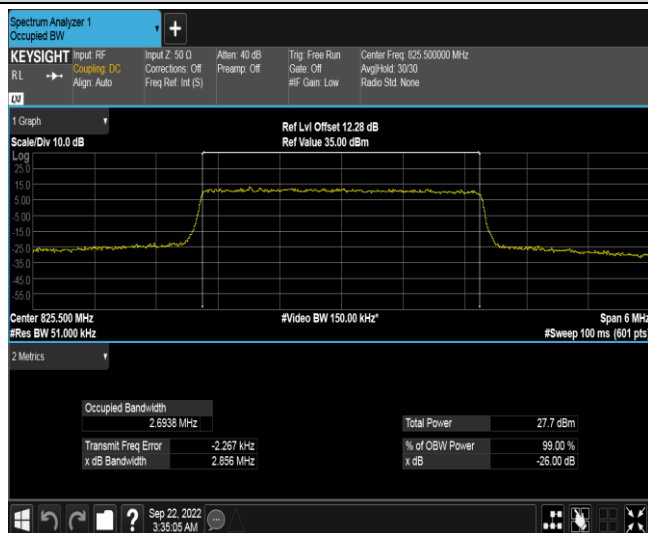 Spectrum Analyzer 1
Occupied BW
KEYSIGHT
RL
LXI
Input: RF
Coupling: DC
Align: Auto
Input Z: 50 Ω
Corrections: Off
Freq Ref: Int (S)
Atten: 40 dB
Preamp: Off
Trig: Free Run
Gate: Off
#IF Gain: Low
Center Freq: 825.500000 MHz
Avg|Hold: 30/30
Radio Std: None
1 Graph
Scale/Div 10.0 dB
Ref Lvl Offset 12.28 dB
Ref Value 35.00 dBm
Log
25.0
15.0
5.00
-5.00
-15.0
-25.0
-35.0
-45.0
-55.0
Center 825.500 MHz
#Video BW 150.00 kHz*
Span 6 MHz
#Res BW 51.000 kHz
#Sweep 100 ms (601 pts)
2 Metrics
Occupied Bandwidth
2.6938 MHz
Total Power 27.7 dBm
Transmit Freq Error -2.267 kHz
% of OBW Power 99.00 %
x dB Bandwidth 2.856 MHz
x dB -26.00 dB
Sep 22, 2022
3:35:05 AM